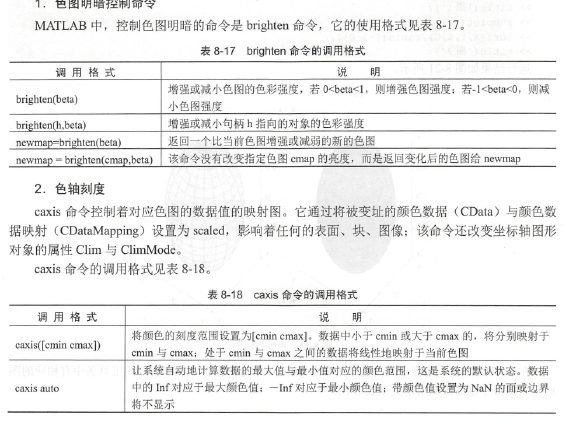 1．色图明暗控制命令
MATLAB 中，控制色图明暗的命令是 brighten 命令，它的使用格式见表 8-17。
表 8-17 brighten 命令的调用格式
调 用 格 式 说 明
brighten(beta) 增强或减小色图的色彩强度，若 0<beta<1，则增强色图强度；若-1<beta<0，则减
小色图强度
brighten(h,beta) 增强或减小句柄 h 指向的对象的色彩强度
newmap=brighten(beta) 返回一个比当前色图增强或减弱的新的色图
newmap = brighten(cmap,beta) 该命令没有改变指定色图 cmap 的亮度，而是返回变化后的色图给 newmap
2．色轴刻度
caxis 命令控制着对应色图的数据值的映射图。它通过将被变址的颜色数据（CData）与颜色数
据映射（CDataMapping）设置为 scaled，影响着任何的表面、块、图像；该命令还改变坐标轴图形
对象的属性 Clim 与 ClimMode。
caxis 命令的调用格式见表 8-18。
表 8-18 caxis 命令的调用格式
调 用 格 式 说 明
caxis([cmin cmax]) 将颜色的刻度范围设置为[cmin cmax]。数据中小于 cmin 或大于 cmax 的，将分别映射于
cmin 与 cmax；处于 cmin 与 cmax 之间的数据将线性地映射于当前色图
caxis auto 让系统自动地计算数据的最大值与最小值对应的颜色范围，这是系统的默认状态。数据
中的 Inf 对应于最大颜色值；－Inf 对应于最小颜色值；带颜色值设置为 NaN 的面或边界
将不显示